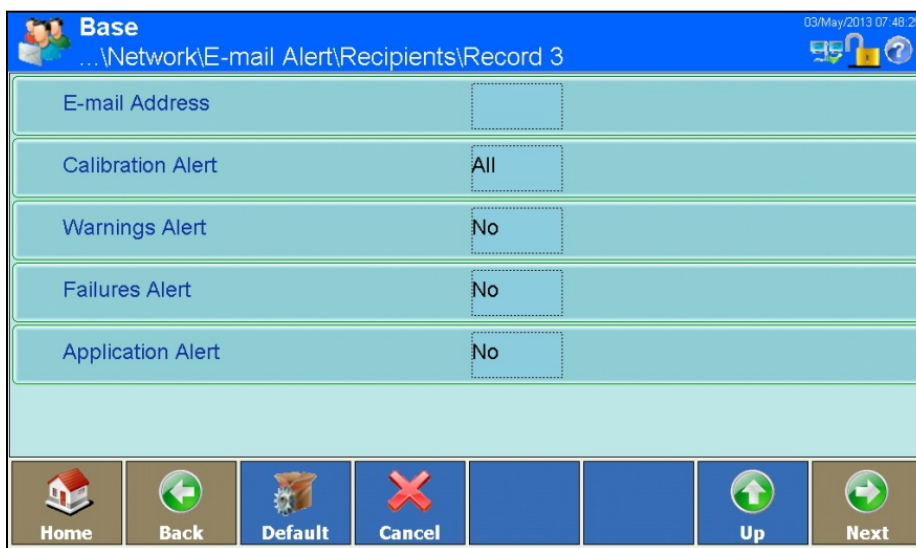 Base
03/May/2013 07:48:29
...\Network\E-mail Alert\Recipients\Record 3
E-mail Address
Calibration Alert All
Warnings Alert No
Failures Alert No
Application Alert No
Home Back Default Cancel Up Next